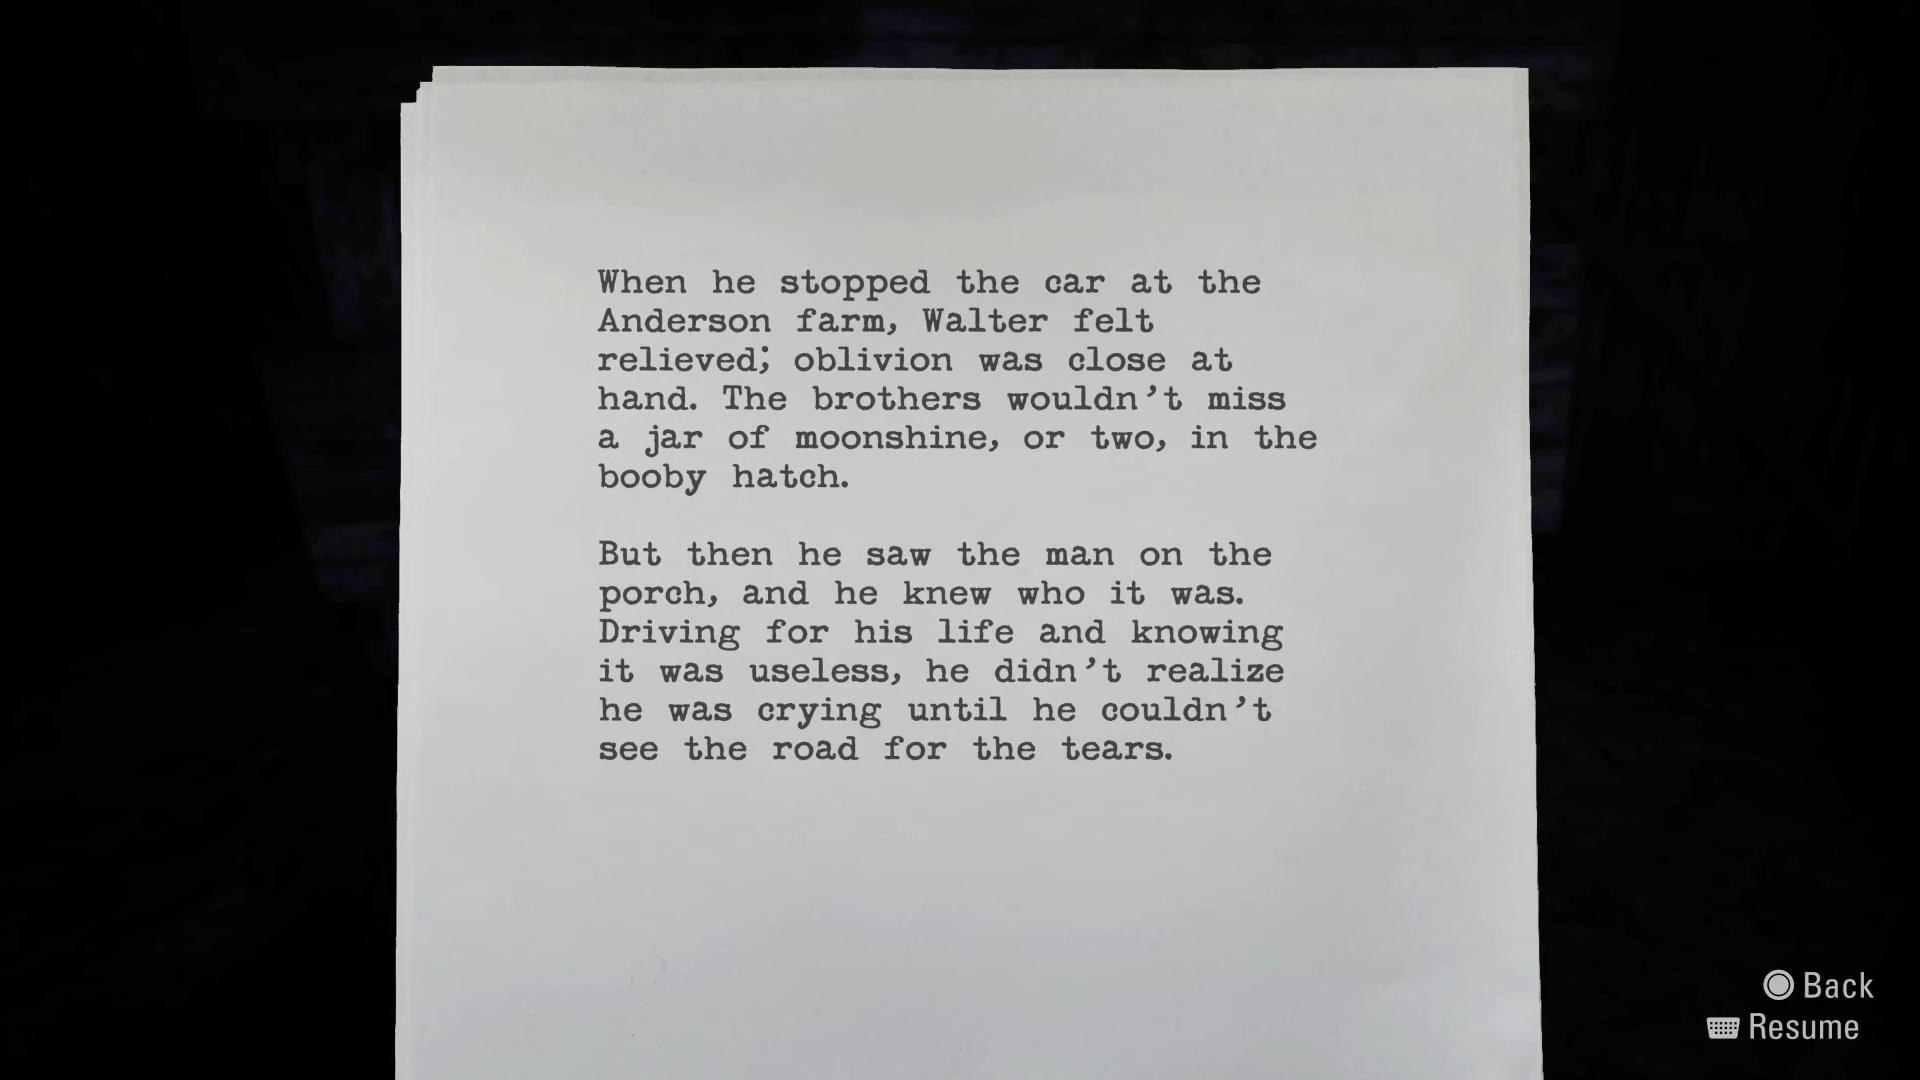 When he stopped the car at the
Anderson farm, Walter felt
relieved; oblivion was close at
hand. The brothers wouldn't miss
a jar of moonshine, or two, in the
booby hatch.
But then he saw the man on the
porch, and he knew who it was.
Driving for his life and knowing
it was useless, he didn't realize
he was crying until he couldn't
see the road for the tears.
Back
Resume